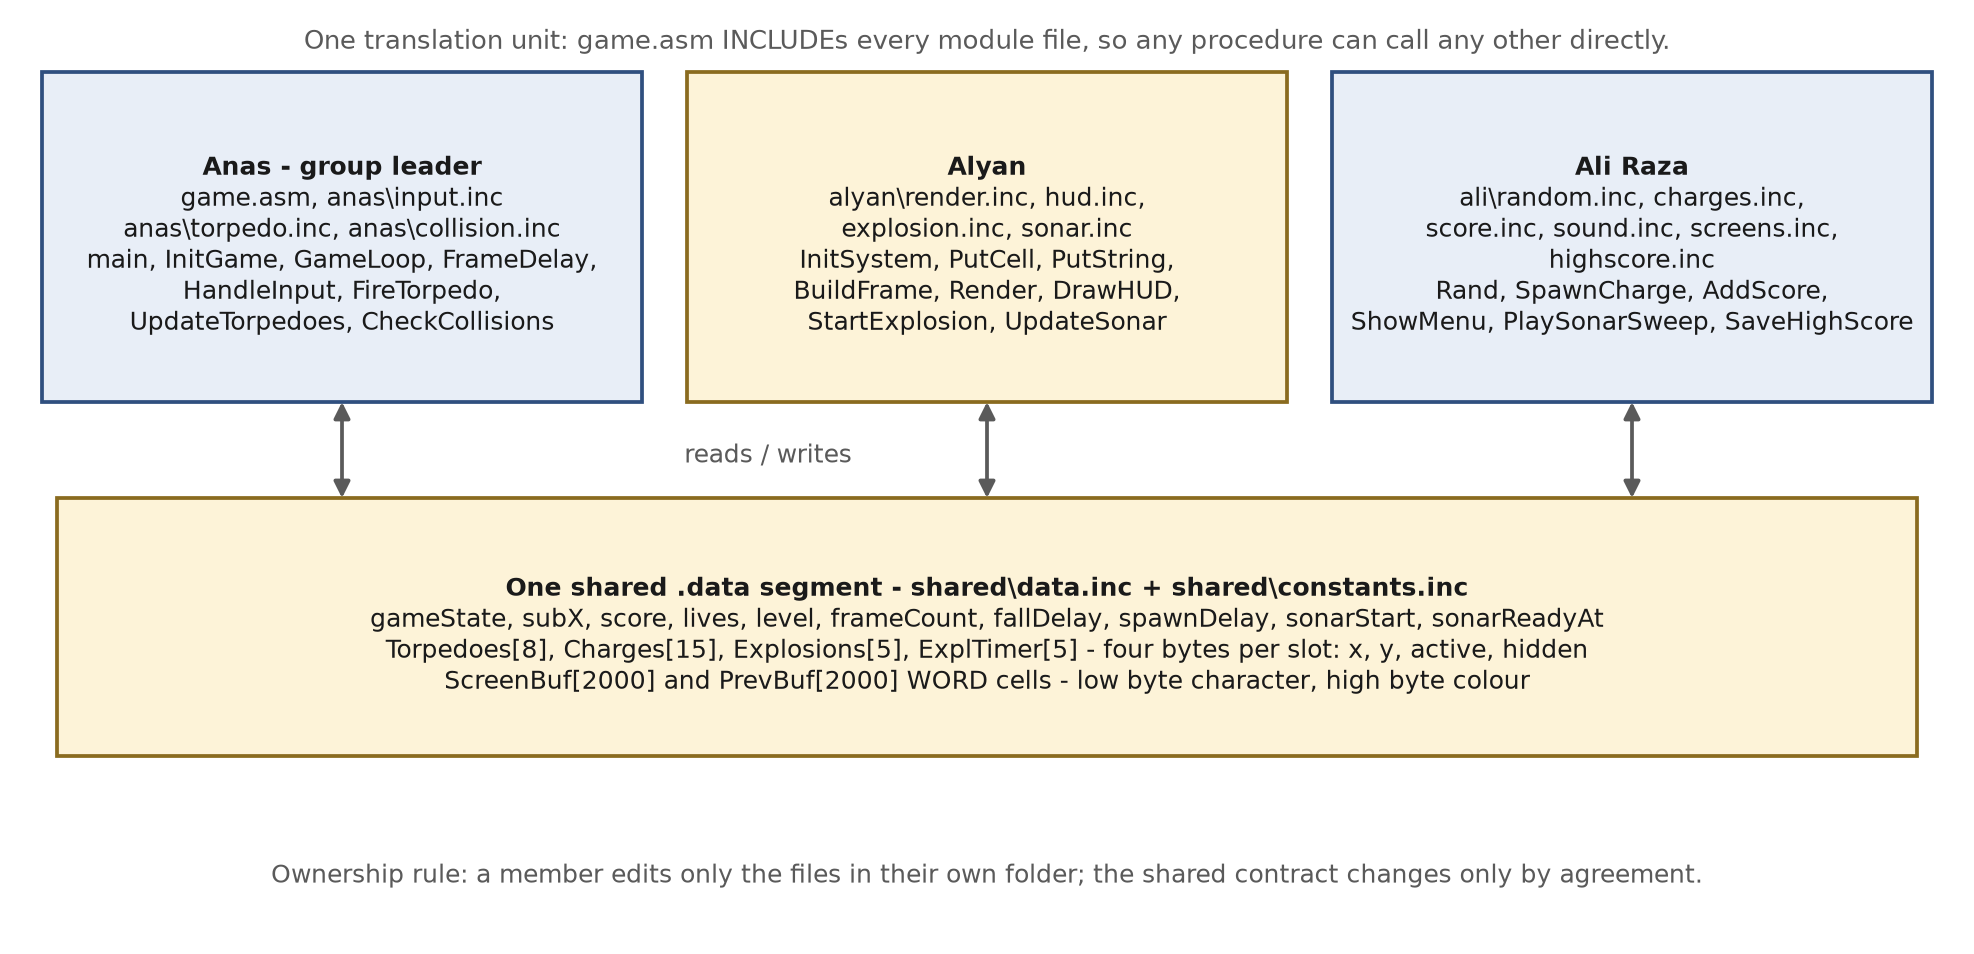 One translation unit: game.asm INCLUDEs every module file, so any procedure can call any other directly.
Anas - group leader
game.asm, anas\input.inc
anas\torpedo.inc, anas\collision.inc
main, InitGame, GameLoop, FrameDelay,
HandleInput, FireTorpedo,
UpdateTorpedoes, CheckCollisions
Alyan
alyan\render.inc, hud.inc,
explosion.inc, sonar.inc
InitSystem, PutCell, PutString,
BuildFrame, Render, DrawHUD,
StartExplosion, UpdateSonar
Ali Raza
ali\random.inc, charges.inc,
score.inc, sound.inc, screens.inc,
highscore.inc
Rand, SpawnCharge, AddScore,
ShowMenu, PlaySonarSweep, SaveHighScore
reads / writes
One shared .data segment - shared\data.inc + shared\constants.inc
gameState, subX, score, lives, level, frameCount, fallDelay, spawnDelay, sonarStart, sonarReadyAt
Torpedoes[8], Charges[15], Explosions[5], ExplTimer[5] - four bytes per slot: x, y, active, hidden
ScreenBuf[2000] and PrevBuf[2000] WORD cells - low byte character, high byte colour
Ownership rule: a member edits only the files in their own folder; the shared contract changes only by agreement.